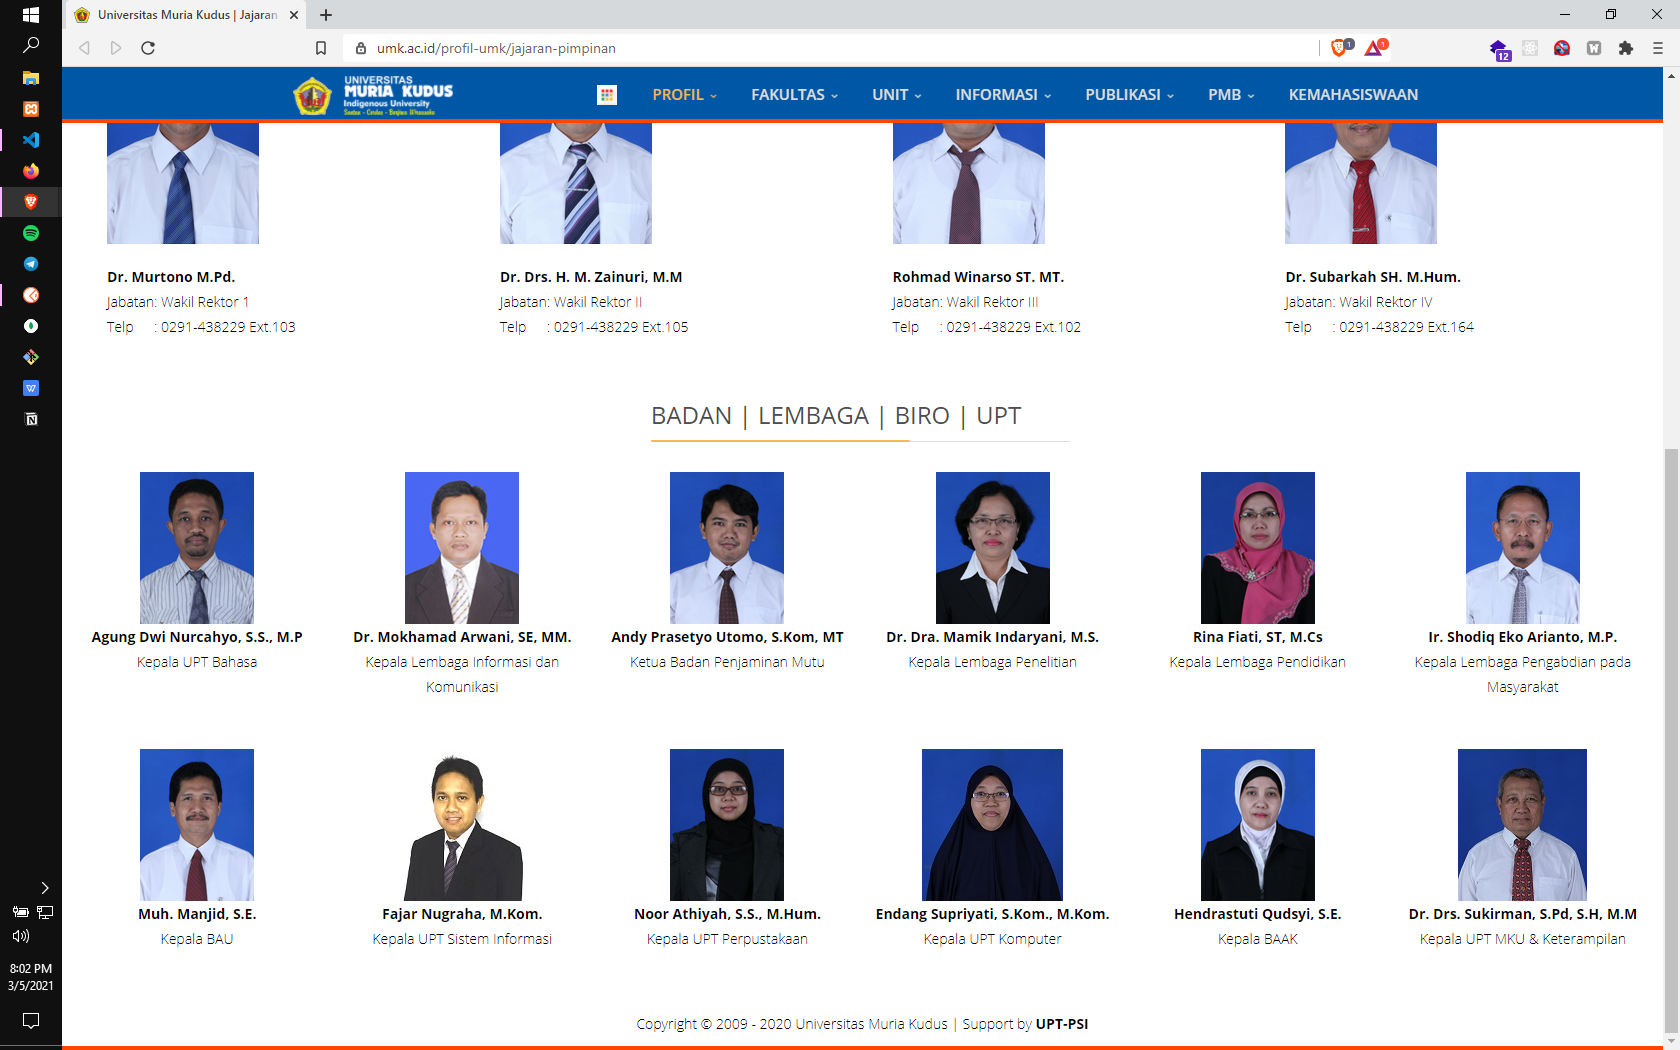 Universitas Muria Kudus | Jajaran
umk.ac.id/profil-umk/jajaran-pimpinan
1
1
12
UNIVERSITAS
MURIA KUDUS
Indigenous University
Santun - Cerdas - Berjiwa Wirausaha
PROFIL
FAKULTAS
UNIT
INFORMASI
PUBLIKASI
PMB
KEMAHASISWAAN
Dr. Murtono M.Pd.
Jabatan: Wakil Rektor 1
Telp : 0291-438229 Ext.103
Dr. Drs. H. M. Zainuri, M.M
Jabatan: Wakil Rektor II
Telp : 0291-438229 Ext.105
Rohmad Winarso ST. MT.
Jabatan: Wakil Rektor III
Telp : 0291-438229 Ext.102
Dr. Subarkah SH. M.Hum.
Jabatan: Wakil Rektor IV
Telp : 0291-438229 Ext.164
BADAN | LEMBAGA | BIRO | UPT
Agung Dwi Nurcahyo, S.S., M.P
Kepala UPT Bahasa
Dr. Mokhamad Arwani, SE, MM.
Kepala Lembaga Informasi dan
Komunikasi
Andy Prasetyo Utomo, S.Kom, MT
Ketua Badan Penjaminan Mutu
Dr. Dra. Mamik Indaryani, M.S.
Kepala Lembaga Penelitian
Rina Fiati, ST, M.Cs
Kepala Lembaga Pendidikan
Ir. Shodiq Eko Arianto, M.P.
Kepala Lembaga Pengabdian pada
Masyarakat
Muh. Manjid, S.E.
Kepala BAU
Fajar Nugraha, M.Kom.
Kepala UPT Sistem Informasi
Noor Athiyah, S.S., M.Hum.
Kepala UPT Perpustakaan
Endang Supriyati, S.Kom., M.Kom.
Kepala UPT Komputer
Hendrastuti Qudsyi, S.E.
Kepala BAAK
Dr. Drs. Sukirman, S.Pd, S.H, M.M
Kepala UPT MKU & Keterampilan
Copyright © 2009 - 2020 Universitas Muria Kudus | Support by UPT-PSI
8:02 PM
3/5/2021